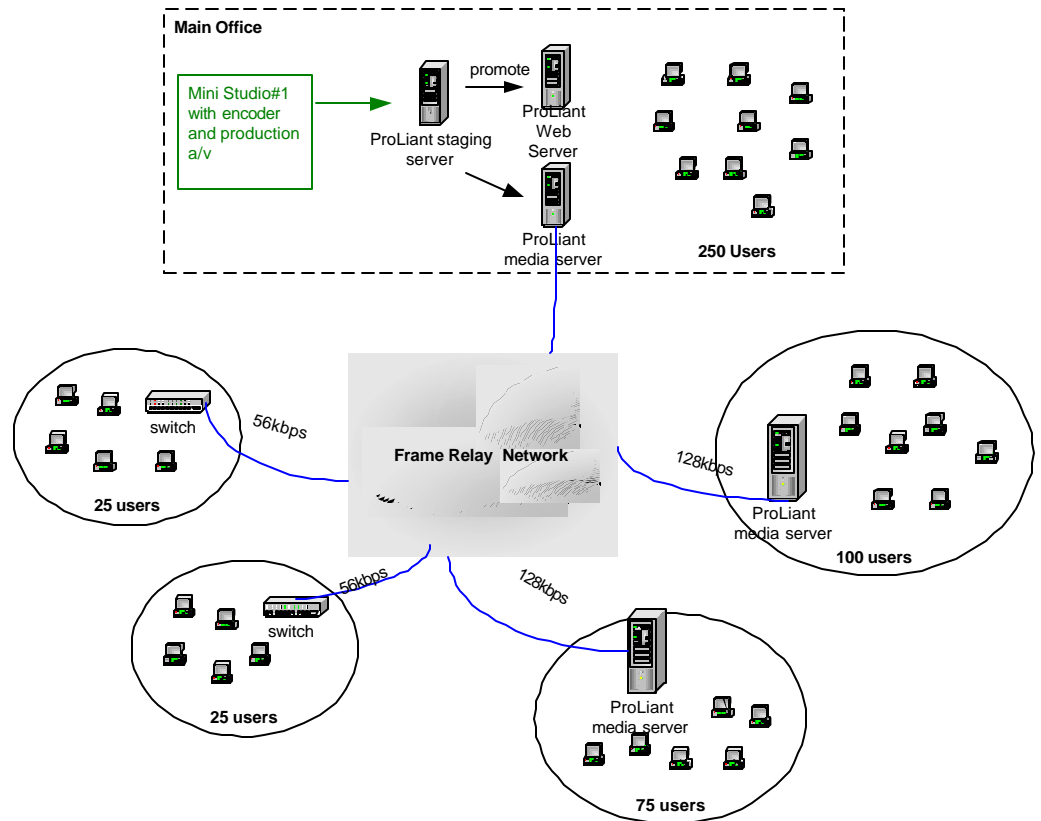 Main Office
Mini Studio#1
with encoder
and production
a/v
promote
ProLiant staging
server
ProLiant
Web
Server
ProLiant
media server
250 Users
switch
56kbps
25 users
Frame Relay Network
128kbps
ProLiant
media server
100 users
56kbps
switch
25 users
128kbps
ProLiant
media server
75 users